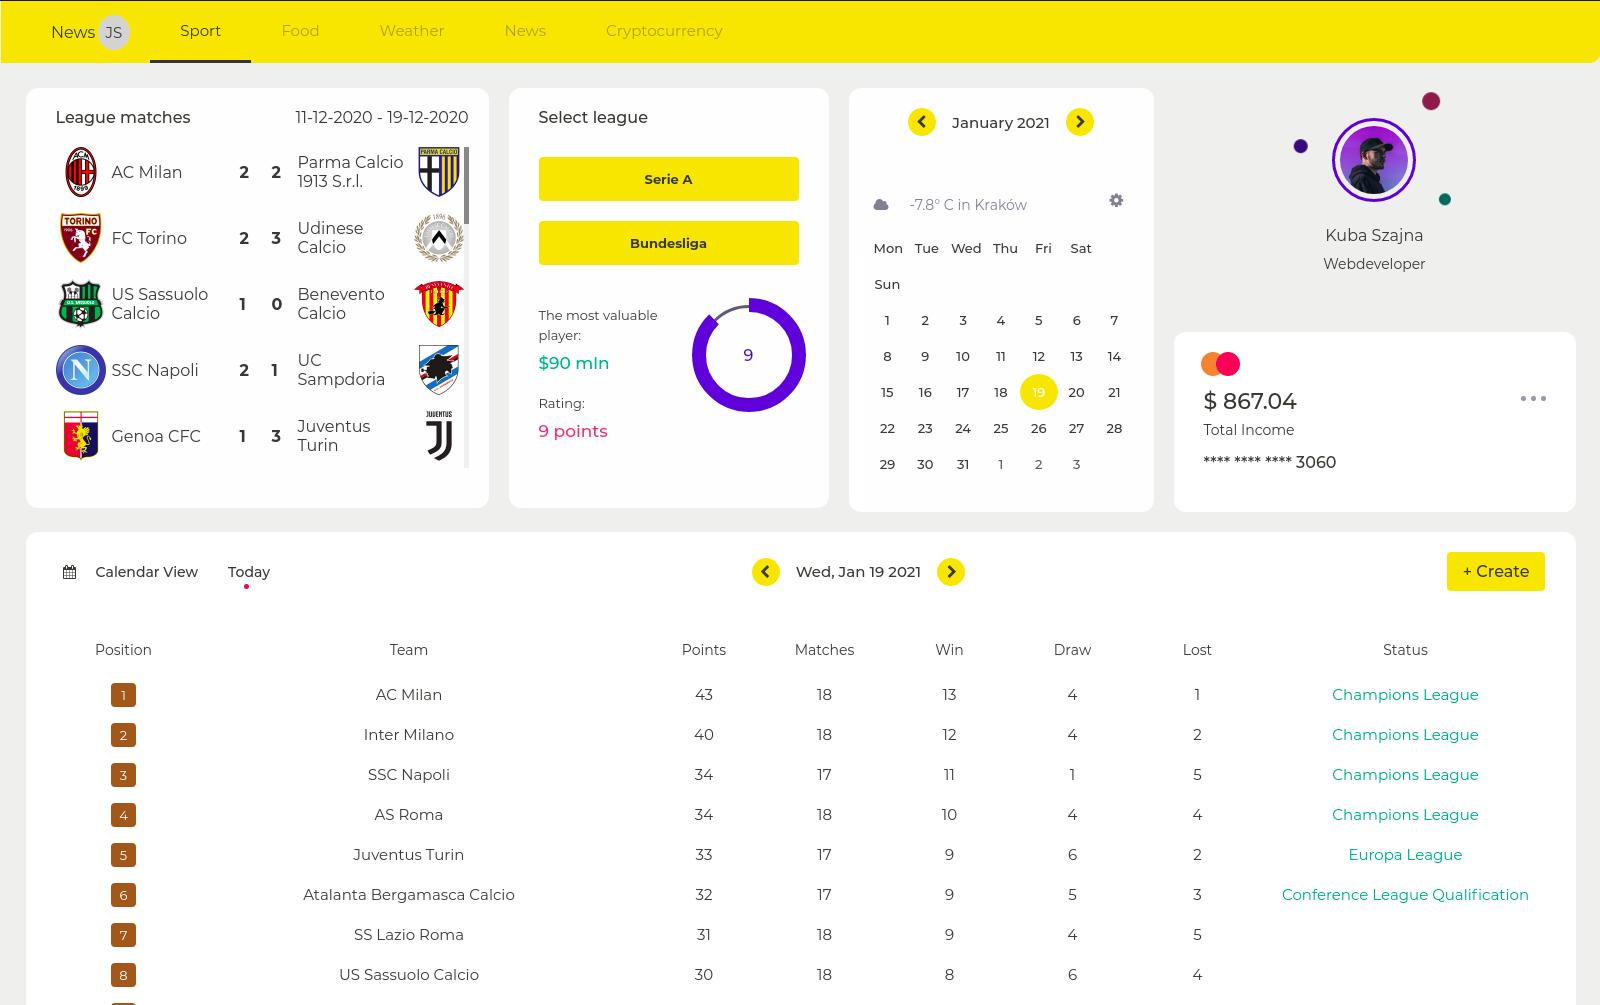 News JS Sport Food Weather News Cryptocurrency
League matches 11-12-2020 - 19-12-2020
AC Milan 2 2 Parma Calcio
1913 S.r.l.
FC Torino 2 3 Udinese
Calcio
US Sassuolo
Calcio 1 0 Benevento
Calcio
SSC Napoli 2 1 UC
Sampdoria
Genoa CFC 1 3 Juventus
Turin
ACM
1899
PARMA CALCIO
TORINO
FC
1896
N
JUVENTUS
Select league
Serie A
Bundesliga
The most valuable
player:
$90 mln
Rating:
9 points
9
January 2021
-7.8° C in Kraków
Mon Tue Wed Thu Fri Sat
Sun
1 2 3 4 5 6 7
8 9 10 11 12 13 14
15 16 17 18 19 20 21
22 23 24 25 26 27 28
29 30 31 1 2 3
Kuba Szajna
Webdeveloper
$ 867.04
Total Income
**** **** **** 3060
Calendar View Today Wed, Jan 19 2021 + Create
Position Team Points Matches Win Draw Lost Status
1 AC Milan 43 18 13 4 1 Champions League
2 Inter Milano 40 18 12 4 2 Champions League
3 SSC Napoli 34 17 11 1 5 Champions League
4 AS Roma 34 18 10 4 4 Champions League
5 Juventus Turin 33 17 9 6 2 Europa League
6 Atalanta Bergamasca Calcio 32 17 9 5 3 Conference League Qualification
7 SS Lazio Roma 31 18 9 4 5
8 US Sassuolo Calcio 30 18 8 6 4